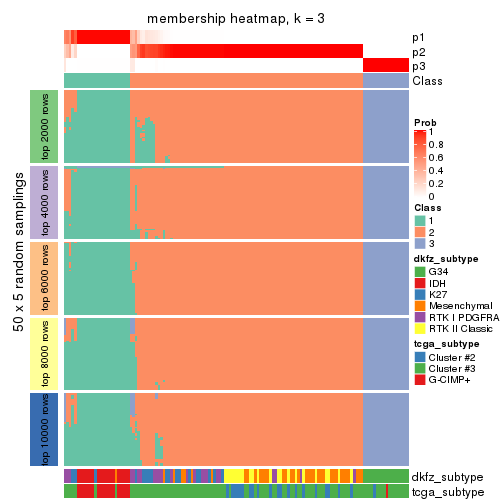 membership heatmap, k = 3
p1
p2
p3
Class
50 x 5 random samplings
top 2000 rows
top 4000 rows
top 6000 rows
top 8000 rows
top 10000 rows
Prob
1
0.8
0.6
0.4
0.2
0
Class
1
2
3
dkfz_subtype
G34
IDH
K27
Mesenchymal
RTK I PDGFRA
RTK II Classic
tcga_subtype
Cluster #2
Cluster #3
G-CIMP+
dkfz_subtype
tcga_subtype